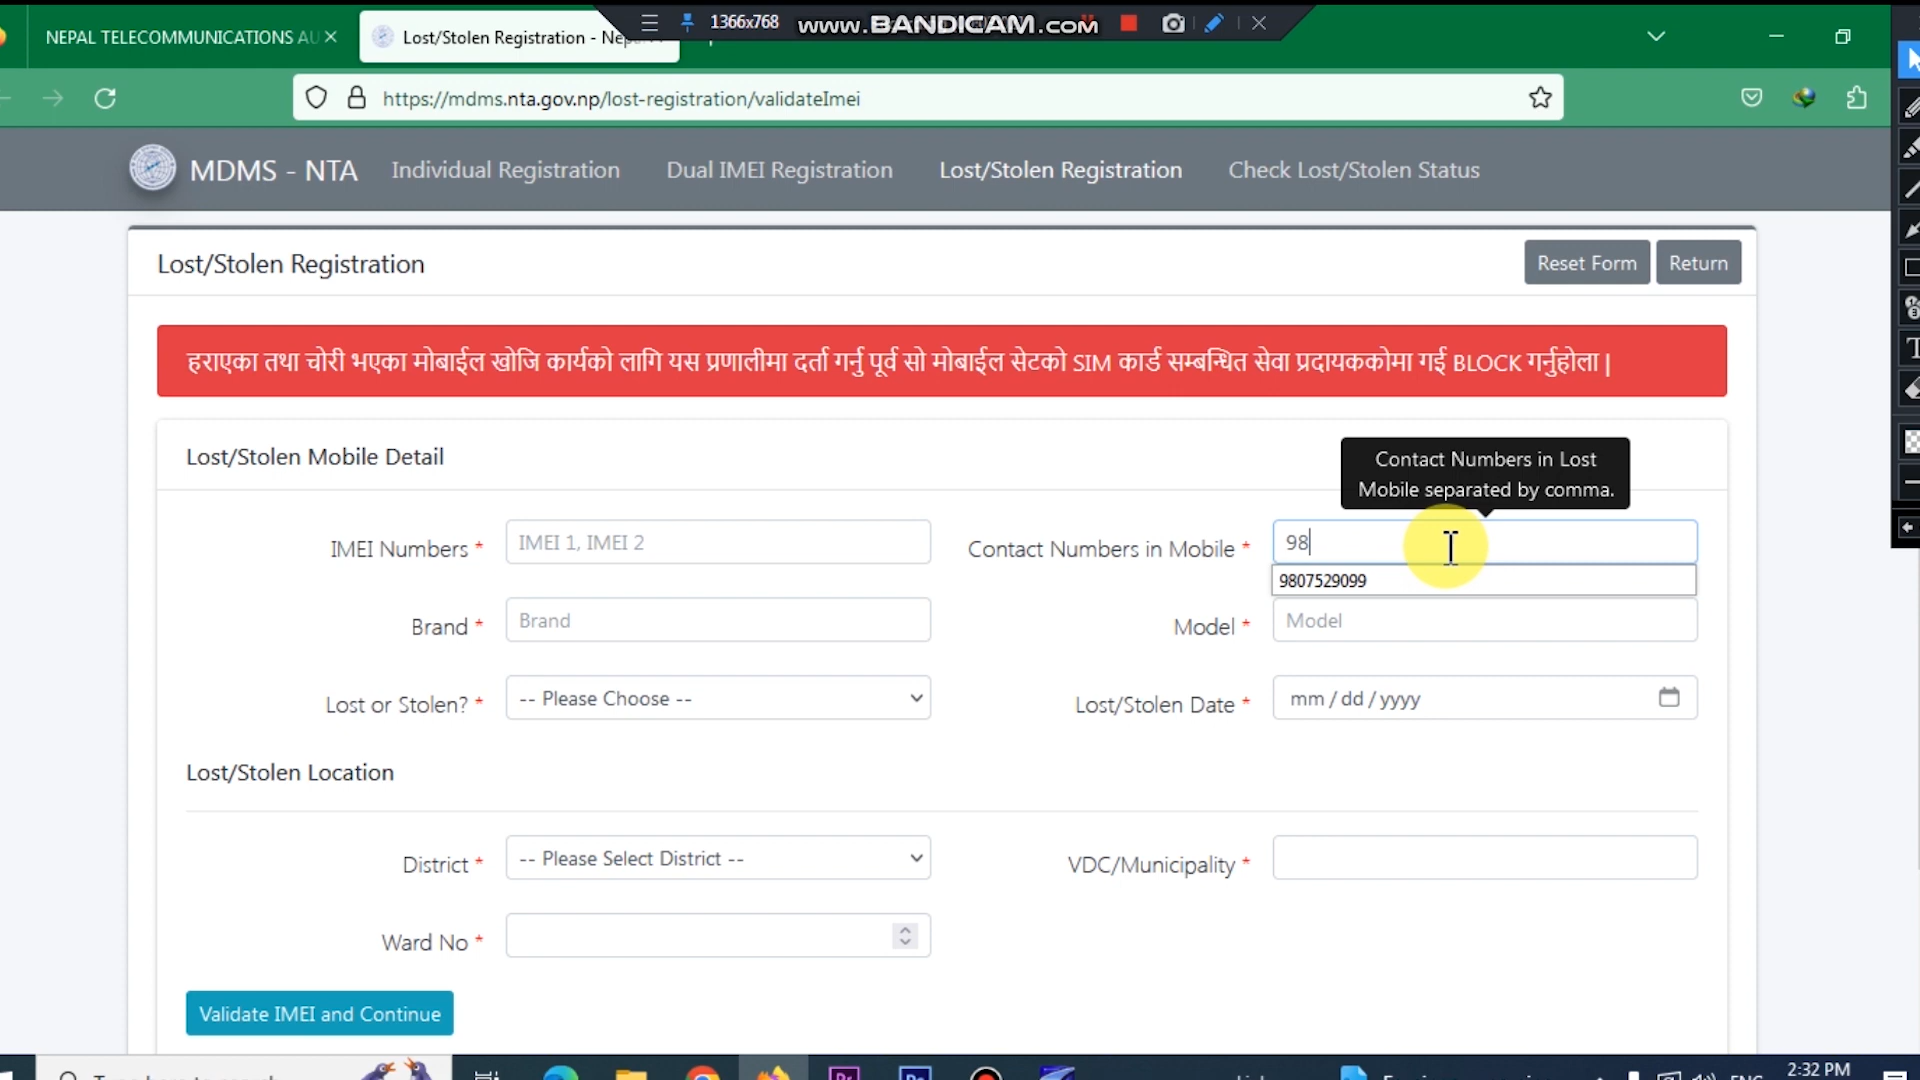 1366x768
www.BANDICAM.com
NEPAL TELECOMMUNICATIONS AU
Lost/Stolen Registration - Nep
https://mdms.nta.gov.np/lost-registration/validateImei
MDMS - NTA
Individual Registration
Dual IMEI Registration
Lost/Stolen Registration
Check Lost/Stolen Status
Lost/Stolen Registration
Reset Form
Return
हराएका तथा चोरी भएका मोबाईल खोजि कार्यको लागि यस प्रणालीमा दर्ता गर्नु पूर्व सो मोबाईल सेटको SIM कार्ड सम्बन्धित सेवा प्रदायककोमा गई BLOCK गर्नुहोला |
Lost/Stolen Mobile Detail
Contact Numbers in Lost
Mobile separated by comma.
IMEI Numbers *
IMEI 1, IMEI 2
Contact Numbers in Mobile *
98
9807529099
Brand *
Brand
Model *
Model
Lost or Stolen? *
-- Please Choose --
Lost/Stolen Date *
mm / dd / yyyy
Lost/Stolen Location
District *
-- Please Select District --
VDC/Municipality *
Ward No *
Validate IMEI and Continue
2:32 PM